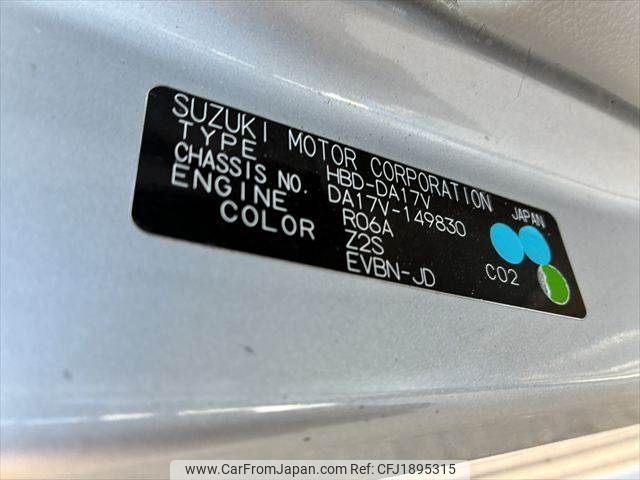 SUZUKI MOTOR CORPORATION JAPAN
TYPE HBD-DA17V
CHASSIS NO. DA17V-149830
ENGINE R06A
COLOR Z2S
EVBN-JD CO2
www.CarFromJapan.com Ref: CFJ1895315